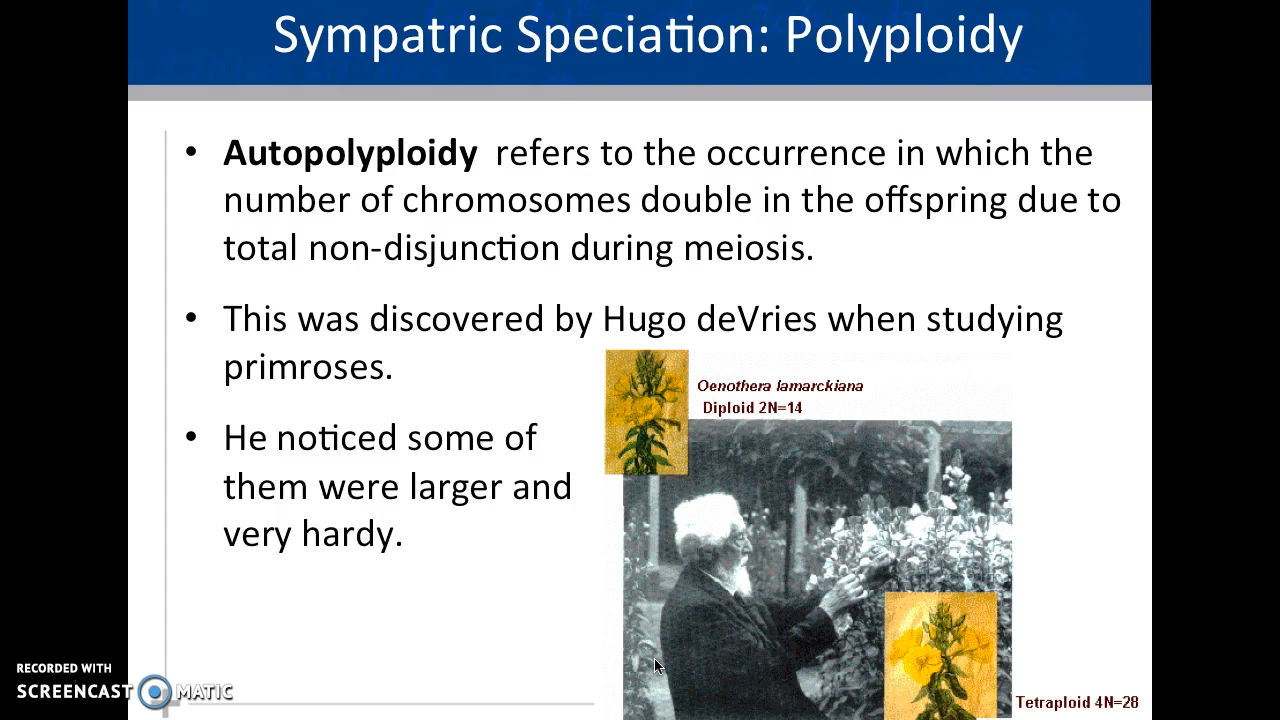 Sympatric Speciation: Polyploidy
• Autopolyploidy refers to the occurrence in which the
number of chromosomes double in the offspring due to
total non-disjunction during meiosis.
• This was discovered by Hugo deVries when studying
primroses.
Oenothera lamarckiana
Diploid 2N=14
• He noticed some of
them were larger and
very hardy.
Tetraploid 4N=28
RECORDED WITH
SCREENCAST MATIC